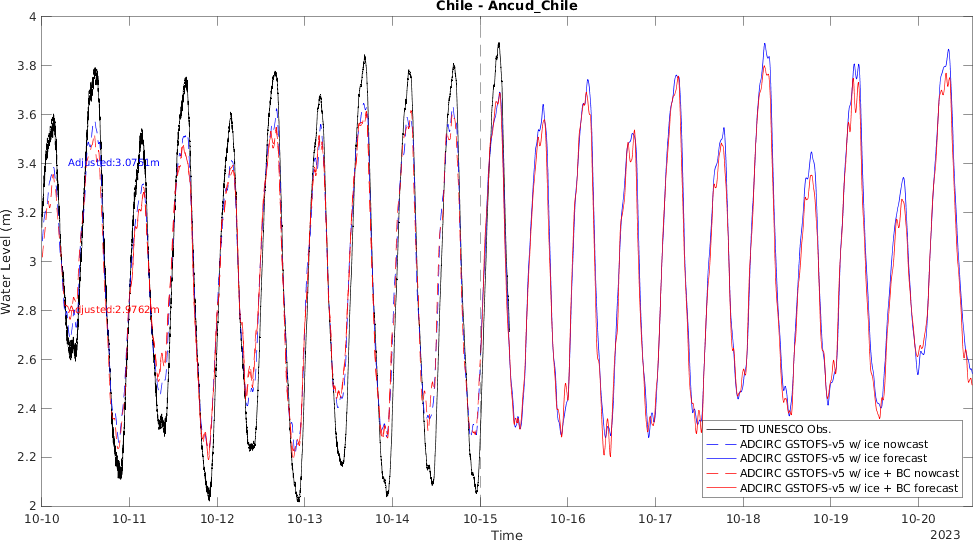 Chile - Ancud_Chile
4
3.8
3.6
3.4
3.2
3
2.8
2.6
2.4
2.2
2
Water Level (m)
Adjusted:3.0761m
Adjusted:2.9762m
TD UNESCO Obs.
ADCIRC GSTOFS-v5 w/ ice nowcast
ADCIRC GSTOFS-v5 w/ ice forecast
ADCIRC GSTOFS-v5 w/ ice + BC nowcast
ADCIRC GSTOFS-v5 w/ ice + BC forecast
10-10
10-11
10-12
10-13
10-14
10-15
10-16
10-17
10-18
10-19
10-20
Time
2023